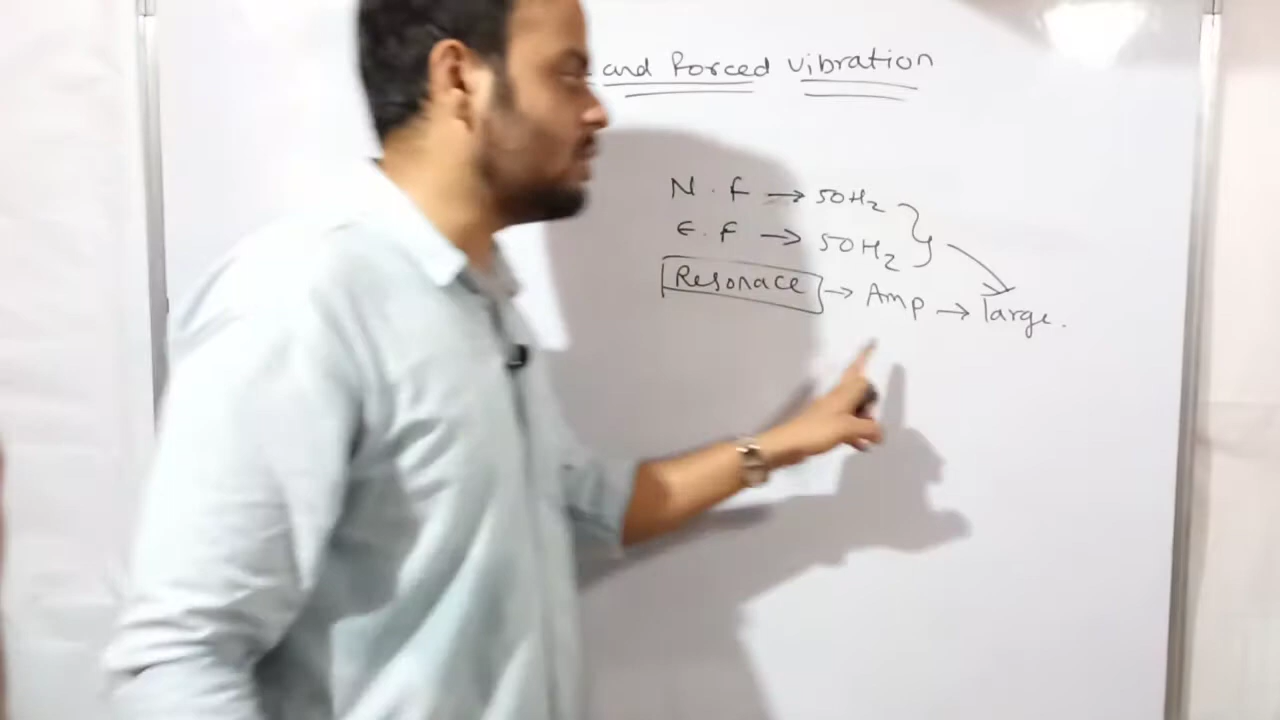 and forced vibration
N.F → 50Hz
E.F → 50Hz
Resonace → Amp → large.